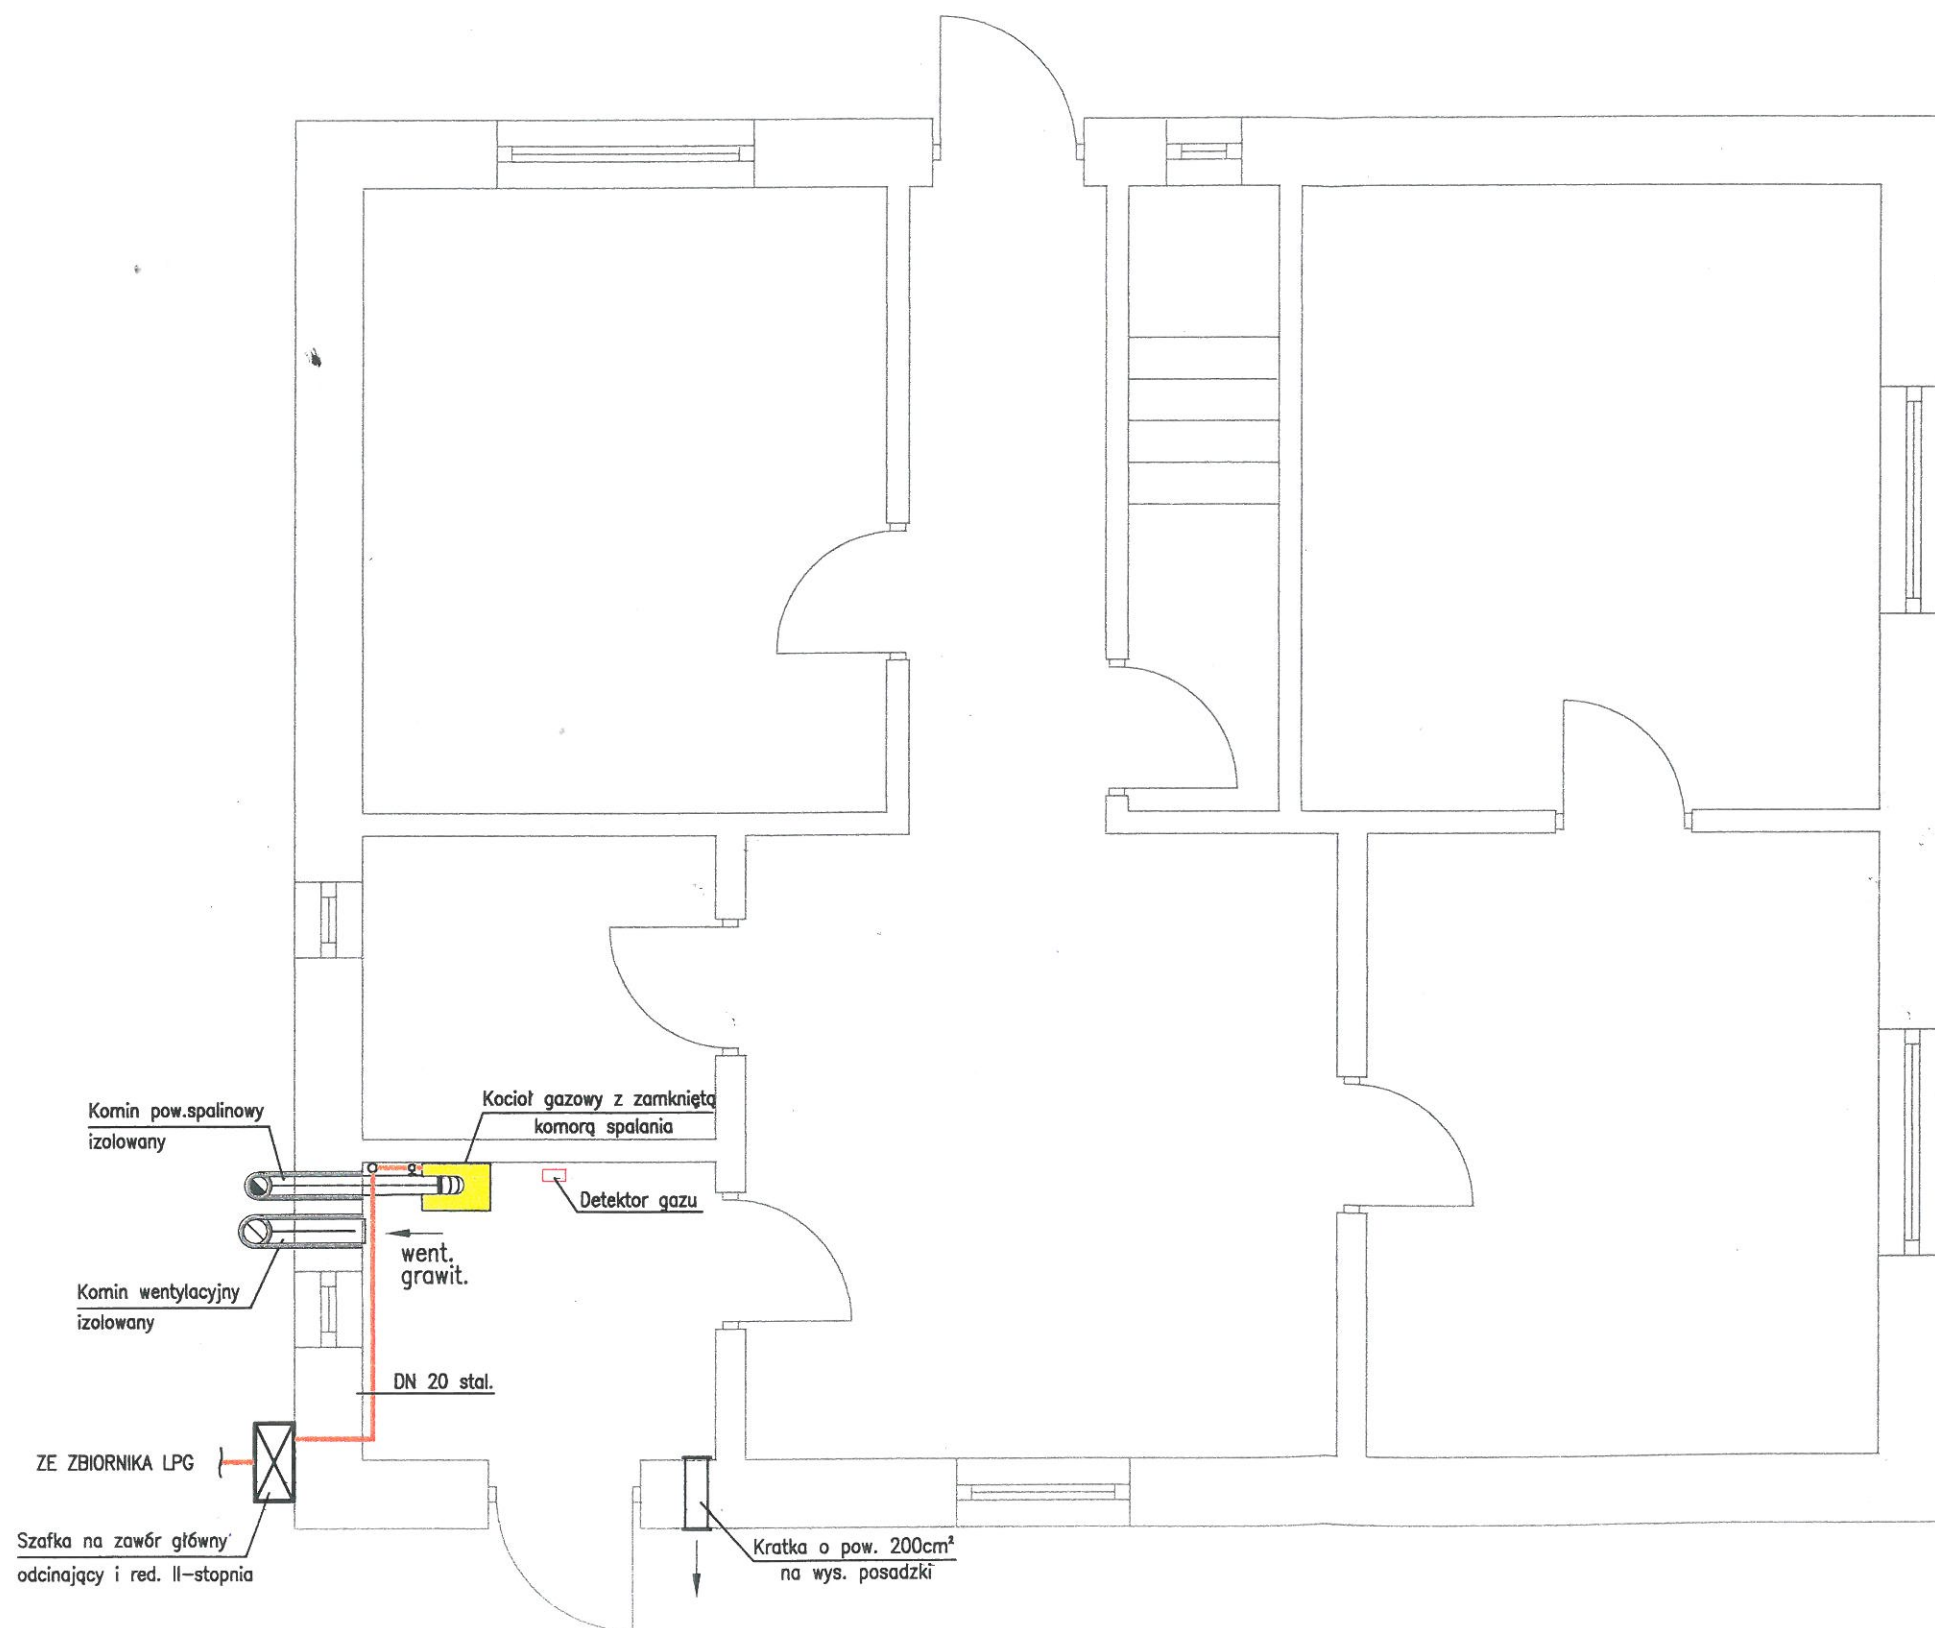 Kocioł gazowy z zamkniętą
komorą spalania
Komin pow.spalinowy
izolowany
Detektor gazu
went.
grawit.
Komin wentylacyjny
izolowany
DN 20 stal.
ZE ZBIORNIKA LPG
Szafka na zawór główny
odcinający i red. II-stopnia
Kratka o pow. 200cm²
na wys. posadzki